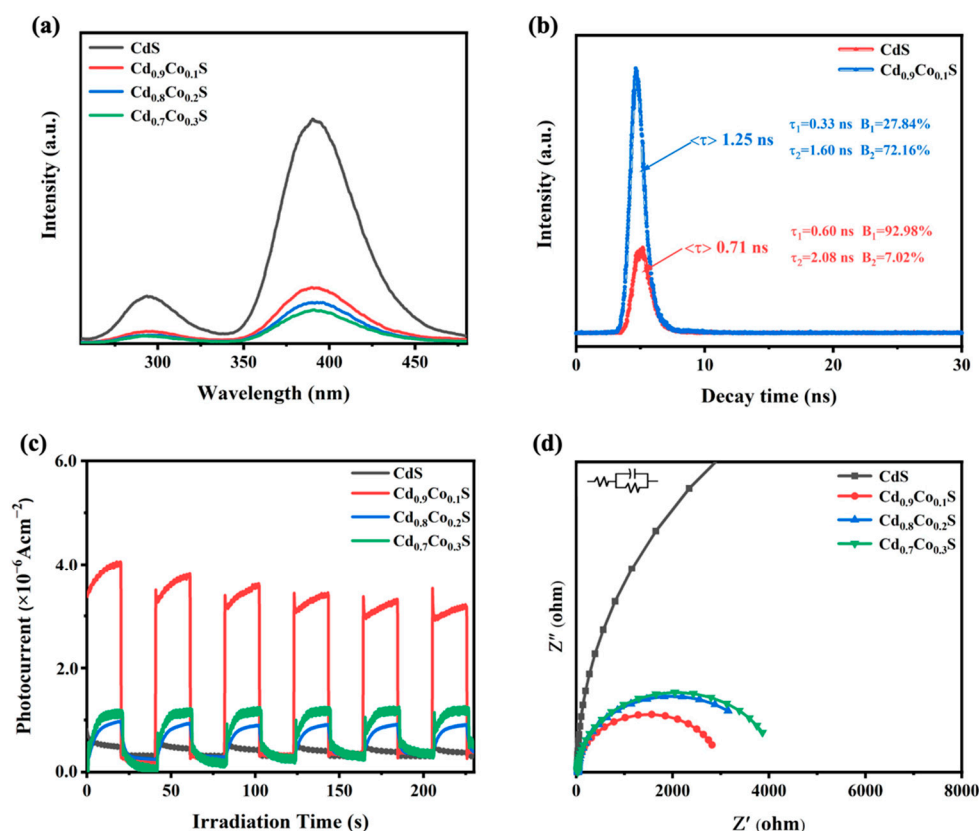 (a)
CdS
Cd₀.₉Co₀.₁S
Cd₀.₈Co₀.₂S
Cd₀.₇Co₀.₃S
Intensity (a.u.)
300 350 400 450
Wavelength (nm)
(b)
CdS
Cd₀.₉Co₀.₁S
<τ> 1.25 ns
τ₁=0.33 ns B₁=27.84%
τ₂=1.60 ns B₂=72.16%
<τ> 0.71 ns
τ₁=0.60 ns B₁=92.98%
τ₂=2.08 ns B₂=7.02%
Intensity (a.u.)
0 10 20 30
Decay time (ns)
(c)
6.0
4.0
2.0
0.0
CdS
Cd₀.₉Co₀.₁S
Cd₀.₈Co₀.₂S
Cd₀.₇Co₀.₃S
Photocurrent (×10⁻⁶Acm⁻²)
0 50 100 150 200
Irradiation Time (s)
(d)
CdS
Cd₀.₉Co₀.₁S
Cd₀.₈Co₀.₂S
Cd₀.₇Co₀.₃S
Z″ (ohm)
0 2000 4000 6000 8000
Z′ (ohm)